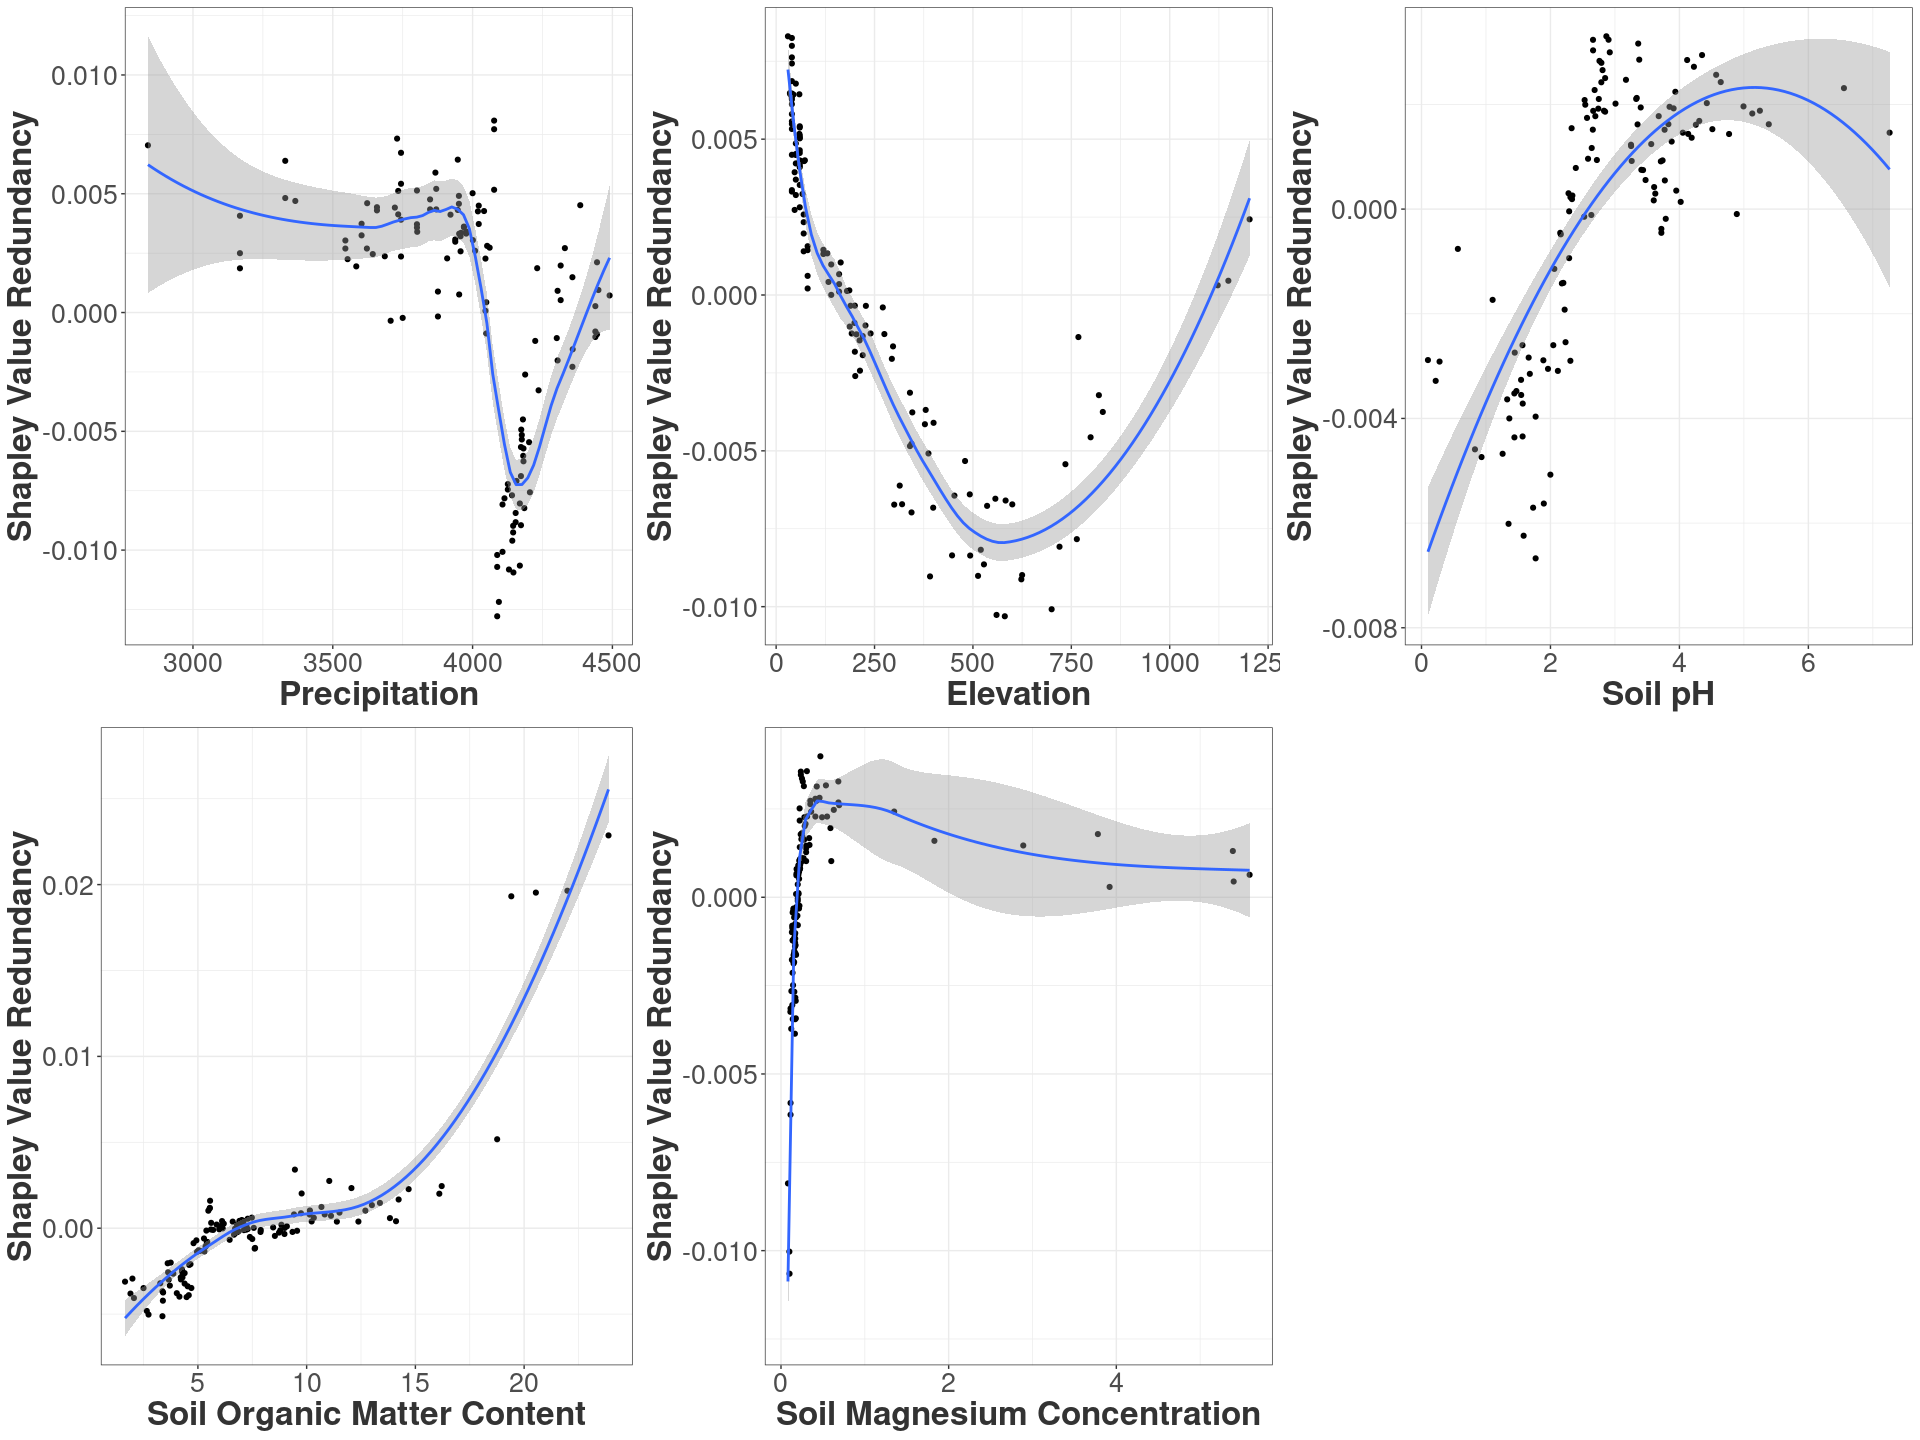 Shapley Value Redundancy
0.010
0.005
0.000
-0.005
-0.010
3000 3500 4000 4500
Precipitation
Shapley Value Redundancy
0.005
0.000
-0.005
-0.010
0 250 500 750 1000 125
Elevation
Shapley Value Redundancy
0.000
-0.004
-0.008
0 2 4 6
Soil pH
Shapley Value Redundancy
0.02
0.01
0.00
5 10 15 20
Soil Organic Matter Content
Shapley Value Redundancy
0.000
-0.005
-0.010
0 2 4
Soil Magnesium Concentration